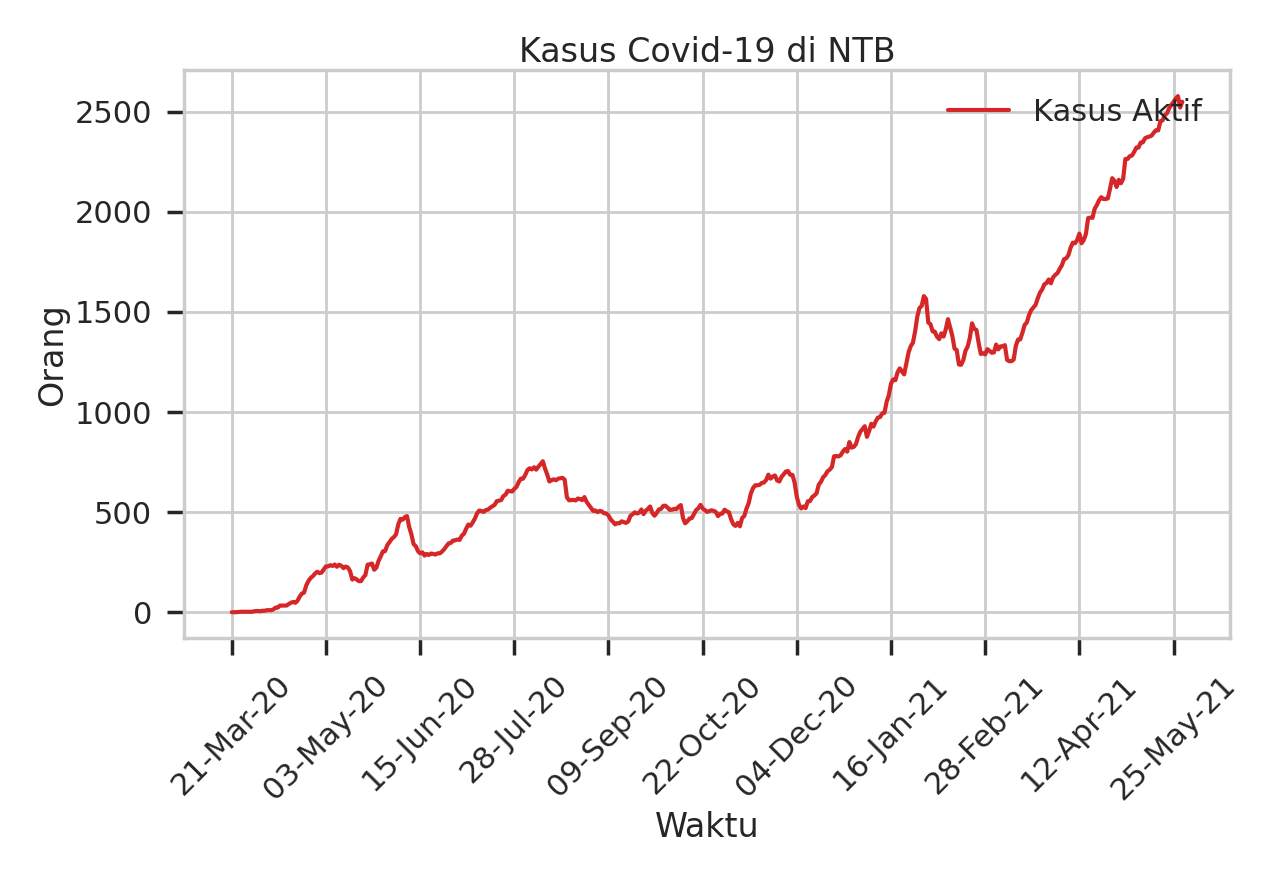 Kasus Covid-19 di NTB
Kasus Aktif
2500
2000
1500
1000
500
0
Orang
21-Mar-20
03-May-20
15-Jun-20
28-Jul-20
09-Sep-20
22-Oct-20
04-Dec-20
16-Jan-21
28-Feb-21
12-Apr-21
25-May-21
Waktu